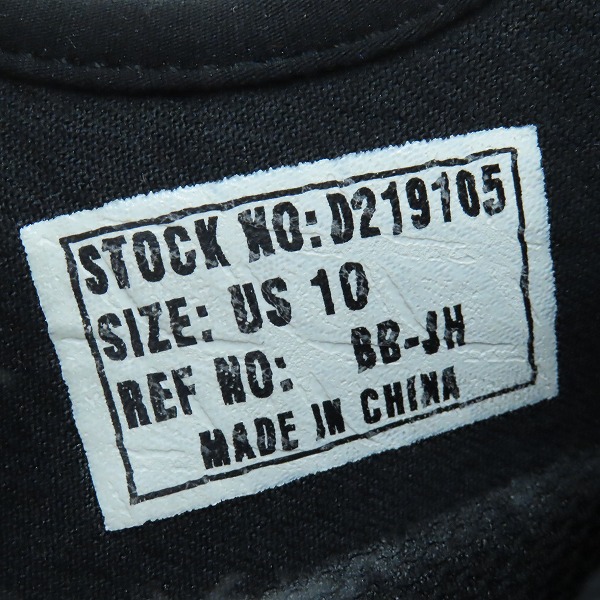 STOCK NO: D219105
SIZE: US 10
REF NO: BB-JH
MADE IN CHINA